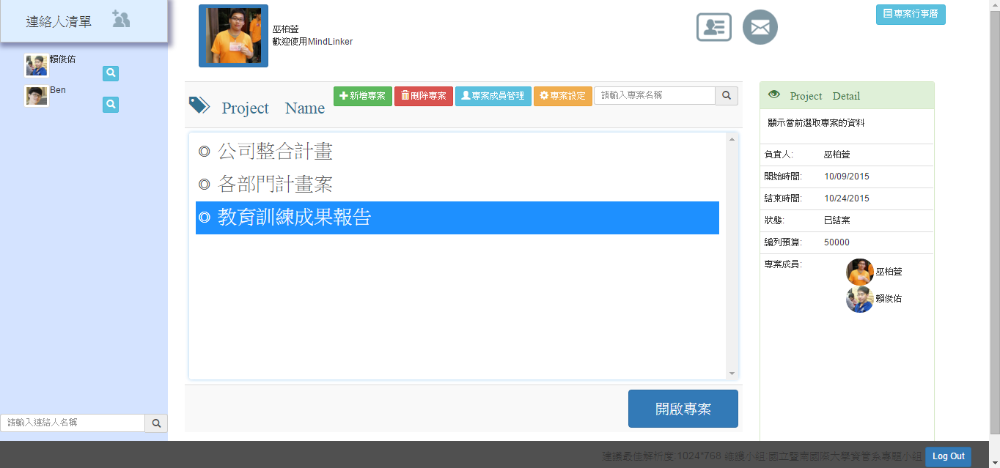 連絡人清單
賴俊佑
Ben
請輸入連絡人名稱
巫柏萱
歡迎使用MindLinker
專案行事曆
Project Name
新增專案
刪除專案
專案成員管理
專案設定
請輸入專案名稱
公司整合計畫
各部門計畫案
教育訓練成果報告
開啟專案
Project Detail
顯示當前選取專案的資料
負責人: 巫柏萱
開始時間: 10/09/2015
結束時間: 10/24/2015
狀態: 已結案
編列預算: 50000
專案成員: 巫柏萱
賴俊佑
建議最佳解析度:1024*768 維護小組:國立暨南國際大學資管系專題小組
Log Out